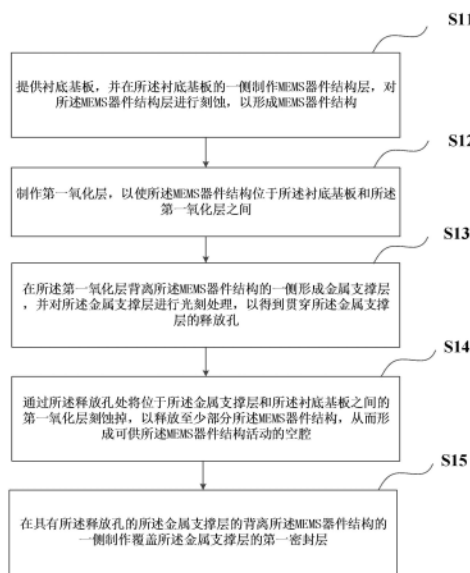 S11
提供衬底基板，并在所述衬底基板的一侧制作MEMS器件结构层，对
所述MEMS器件结构层进行刻蚀，以形成MEMS器件结构
S12
制作第一氧化层，以使所述MEMS器件结构位于所述衬底基板和所述
第一氧化层之间
S13
在所述第一氧化层背离所述MEMS器件结构的一侧形成金属支撑层
，并对所述金属支撑层进行光刻处理，以得到贯穿所述金属支撑
层的释放孔
S14
通过所述释放孔处将位于所述金属支撑层和所述衬底基板之间的
第一氧化层刻蚀掉，以释放至少部分所述MEMS器件结构，从而形
成可供所述MEMS器件结构活动的空腔
S15
在具有所述释放孔的所述金属支撑层的背离所述MEMS器件结构的
一侧制作覆盖所述金属支撑层的第一密封层